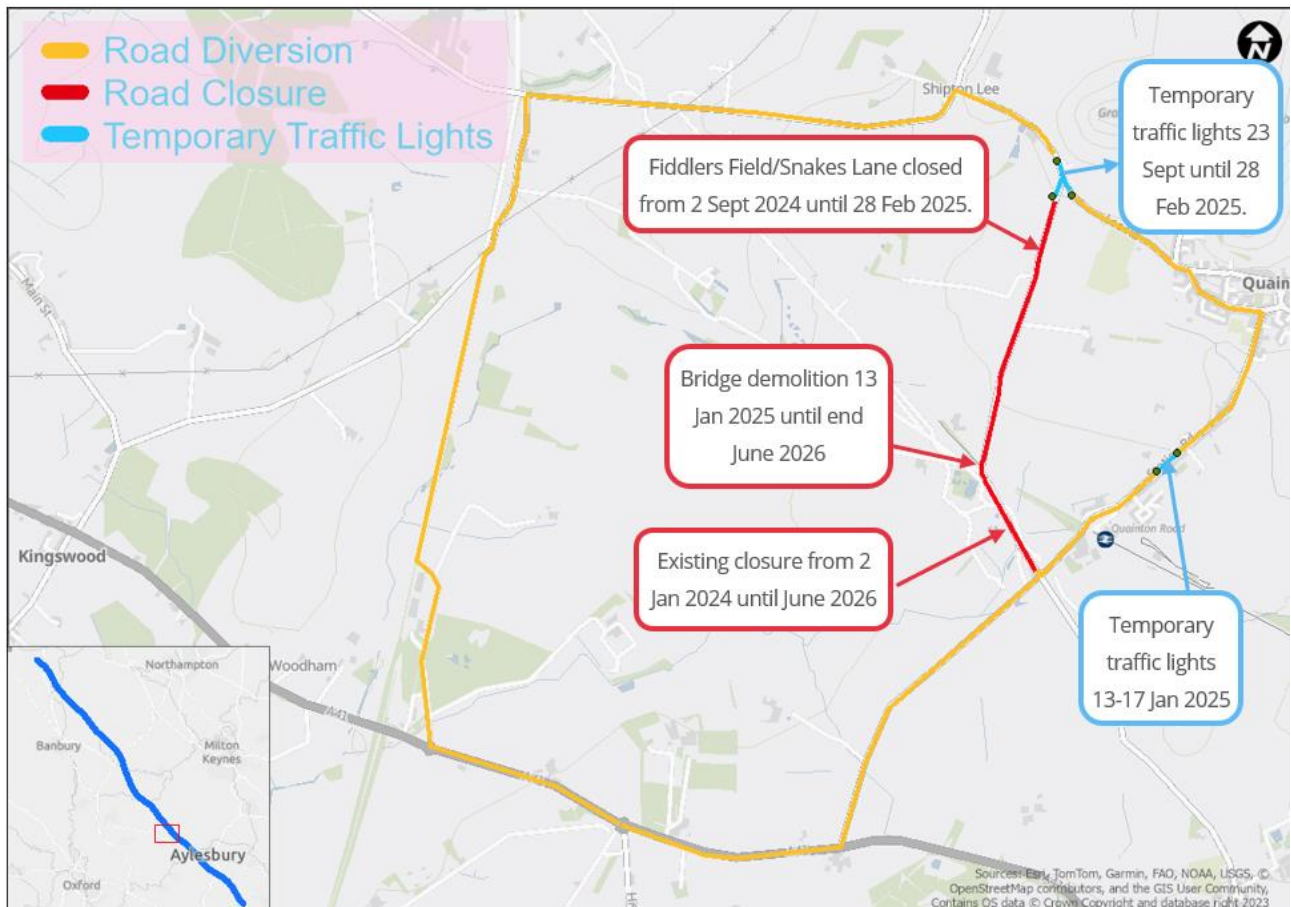 Road Diversion
Road Closure
Temporary Traffic Lights
N
Shipton Lee
Temporary
traffic lights 23
Sept until 28
Feb 2025.
Fiddlers Field/Snakes Lane closed
from 2 Sept 2024 until 28 Feb 2025.
Main St
Quain
Bridge demolition 13
Jan 2025 until end
June 2026
Quainton Road
Kingswood
Existing closure from 2
Jan 2024 until June 2026
Temporary
traffic lights
13-17 Jan 2025
Woodham
A41
Northampton
Banbury
Milton
Keynes
Aylesbury
Oxford
Sources: Esri, TomTom, Garmin, FAO, NOAA, USGS, ©
OpenStreetMap contributors, and the GIS User Community,
Contains OS data © Crown Copyright and database right 2023